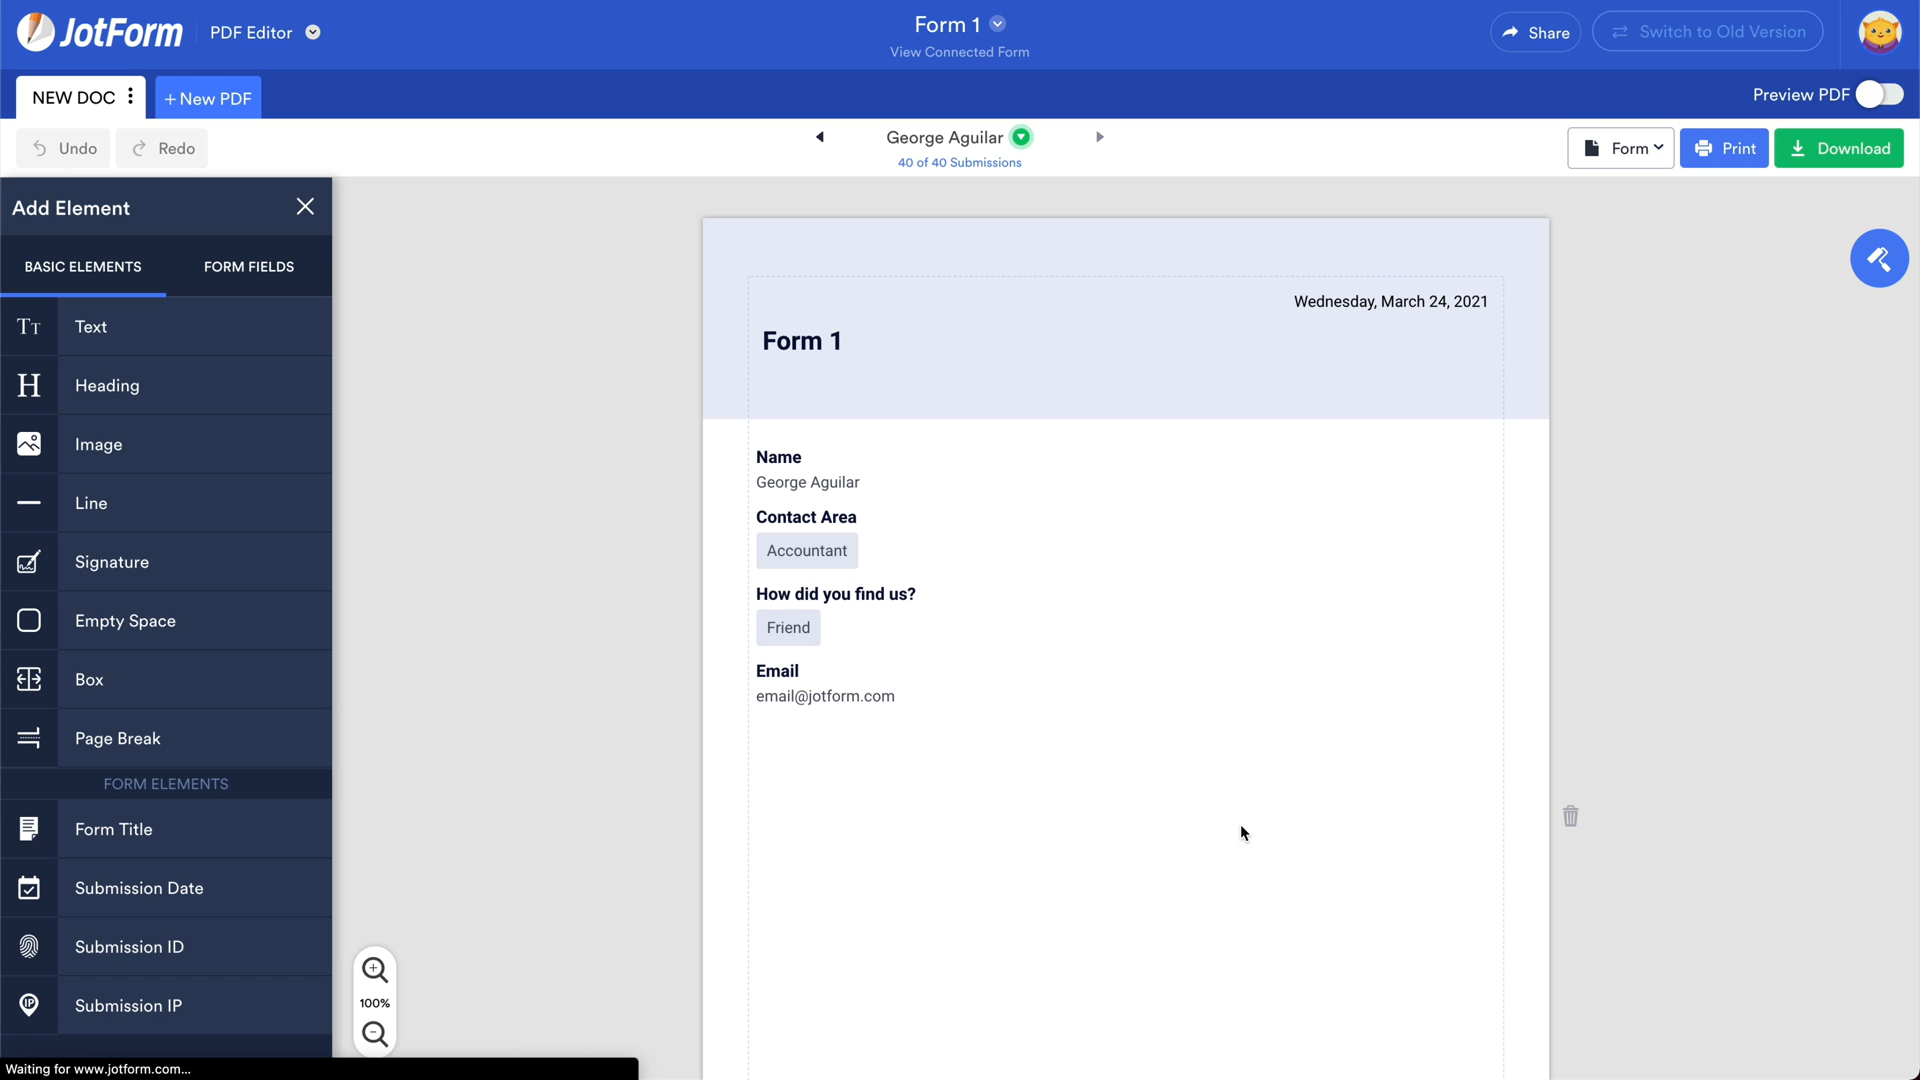 JotForm PDF Editor
Form 1
View Connected Form
Share
Switch to Old Version
NEW DOC
+ New PDF
Preview PDF
Undo
Redo
George Aguilar
40 of 40 Submissions
Form
Print
Download
Add Element
BASIC ELEMENTS
FORM FIELDS
Tt Text
H Heading
Image
Line
Signature
Empty Space
Box
Page Break
FORM ELEMENTS
Form Title
Submission Date
Submission ID
IP Submission IP
Wednesday, March 24, 2021
Form 1
Name
George Aguilar
Contact Area
Accountant
How did you find us?
Friend
Email
email@jotform.com
100%
Waiting for www.jotform.com...